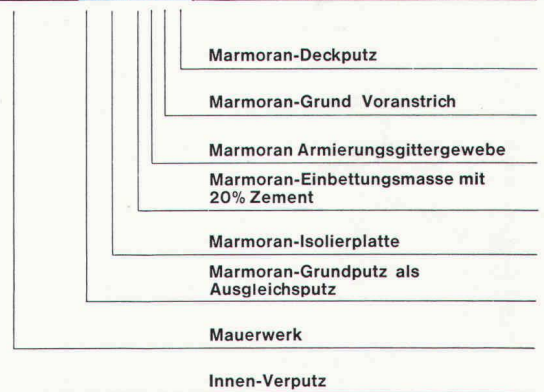 Marmoran-Deckputz
Marmoran-Grund Voranstrich
Marmoran Armierungsgittergewebe
Marmoran-Einbettungsmasse mit
20% Zement
Marmoran-Isolierplatte
Marmoran-Grundputz als
Ausgleichsputz
Mauerwerk
Innen-Verputz